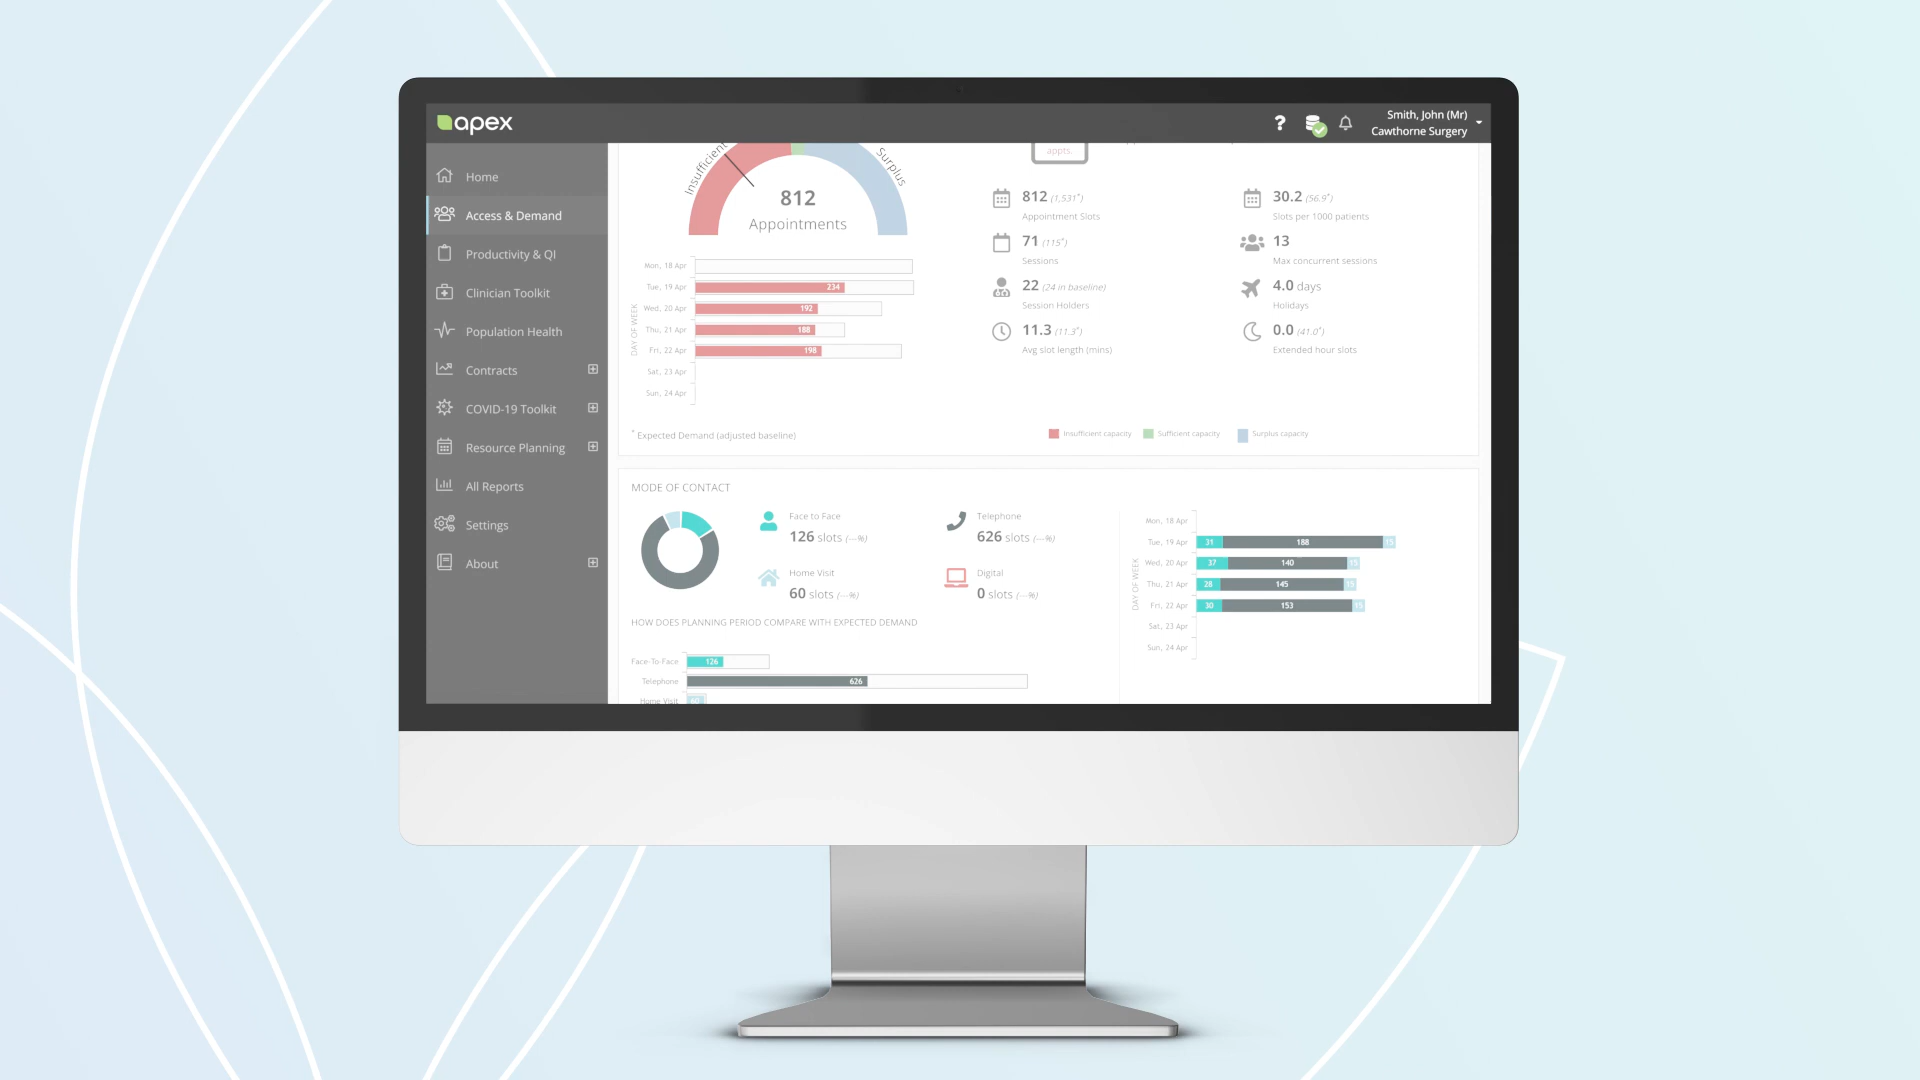 apex
?
Smith, John (Mr)
Cawthorne Surgery
Home
Access & Demand
Productivity & QI
Clinician Toolkit
Population Health
Contracts
COVID-19 Toolkit
Resource Planning
All Reports
Settings
About
Insufficient
Surplus
812
Appointments
appts.
DAY OF WEEK
Mon, 18 Apr
Tue, 19 Apr 234
Wed, 20 Apr 192
Thu, 21 Apr 188
Fri, 22 Apr 198
Sat, 23 Apr
Sun, 24 Apr
812 (1,531*)
Appointment Slots
71 (115*)
Sessions
22 (24 in baseline)
Session Holders
11.3 (11.3*)
Avg slot length (mins)
30.2 (56.9*)
Slots per 1000 patients
13
Max concurrent sessions
4.0 days
Holidays
0.0 (41.0*)
Extended hour slots
* Expected Demand (adjusted baseline)
Insufficient capacity
Sufficient capacity
Surplus capacity
MODE OF CONTACT
Face to Face
126 slots (--%)
Telephone
626 slots (--%)
Home Visit
60 slots (--%)
Digital
0 slots (--%)
DAY OF WEEK
Mon, 18 Apr
Tue, 19 Apr 31 188 15
Wed, 20 Apr 37 140 15
Thu, 21 Apr 28 145 15
Fri, 22 Apr 30 153 15
Sat, 23 Apr
Sun, 24 Apr
HOW DOES PLANNING PERIOD COMPARE WITH EXPECTED DEMAND
Face-To-Face 126
Telephone 626
Home Visit 60